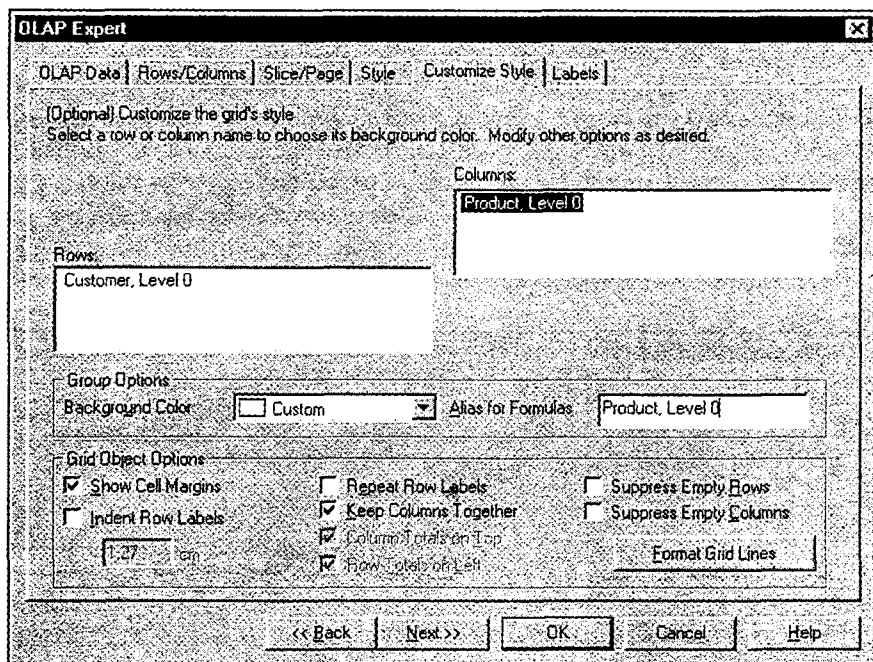 OLAP Expert
OLAP Data Rows/Columns Slice/Page Style Customize Style Labels
(Optional) Customize the grid's style
Select a row or column name to choose its background color. Modify other options as desired.
Columns:
Product, Level 0
Rows:
Customer, Level 0
Group Options
Background Color: Custom Alias for Formulas Product, Level 0
Grid Object Options
Show Cell Margins Repeat Row Labels Suppress Empty Rows
Indent Row Labels Keep Columns Together Suppress Empty Columns
1.27 cm Column Totals on Top Format Grid Lines
Row Totals on Left
<< Back Next >> OK Cancel Help